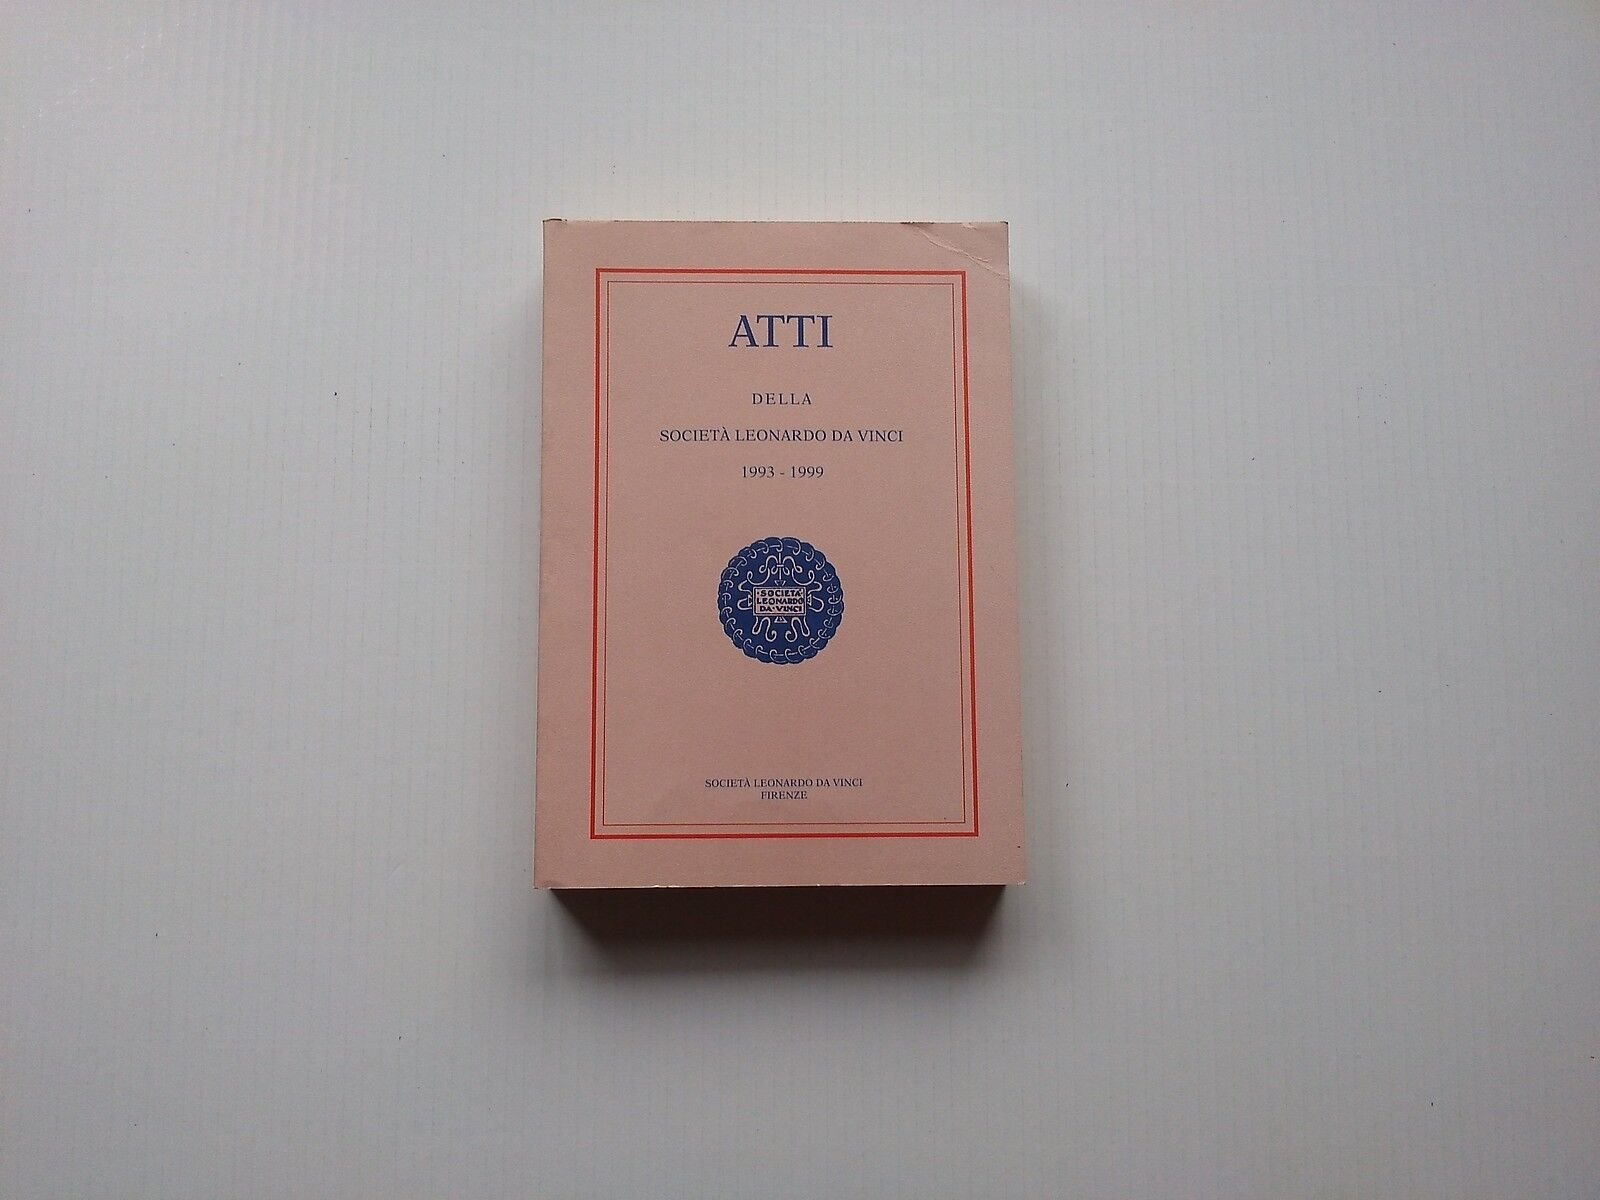 ATTI
DELLA
SOCIETÀ LEONARDO DA VINCI
1993 - 1999
·SOCIETÀ·
LEONARDO
DA·VINCI
SOCIETÀ LEONARDO DA VINCI
FIRENZE